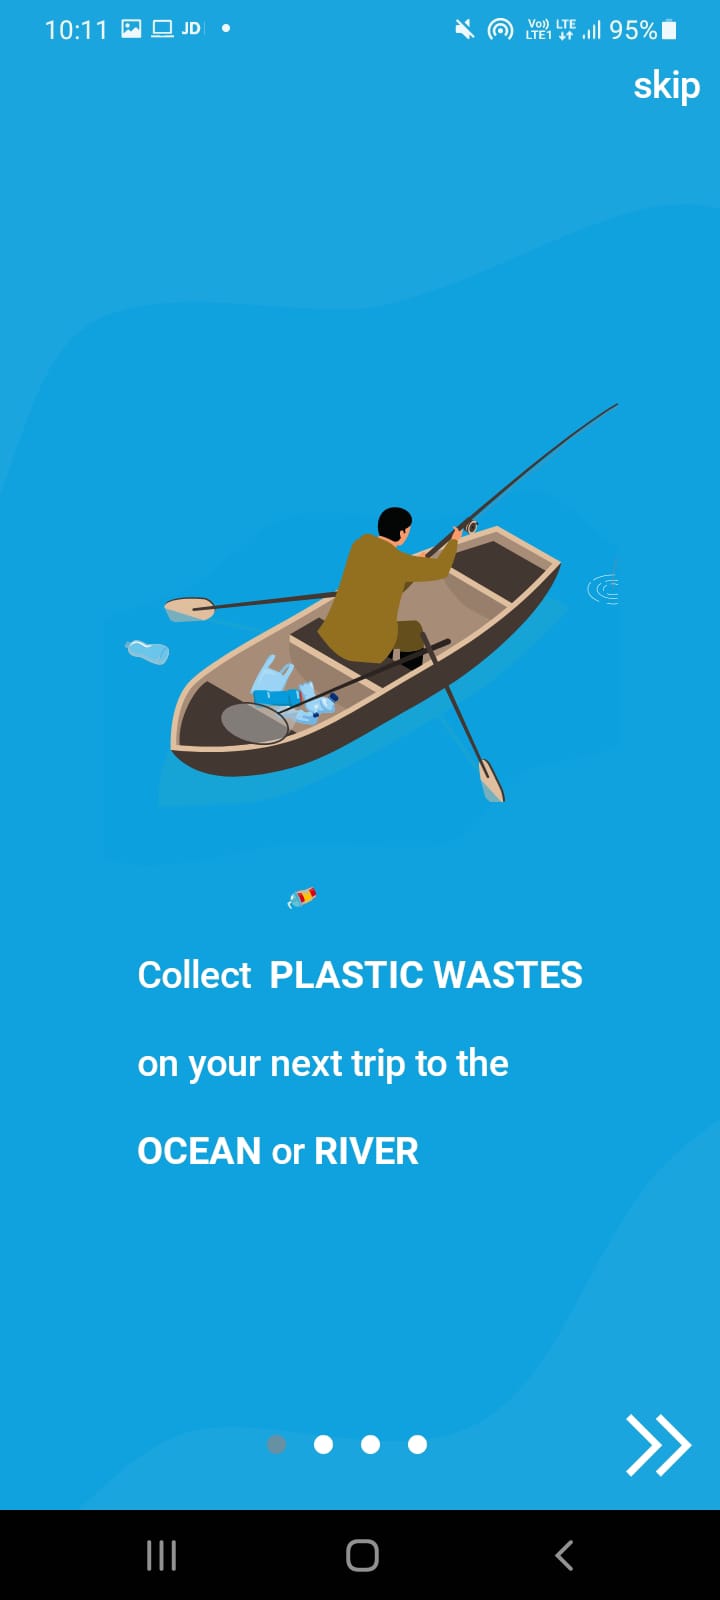 10:11 JD Vo)) LTE LTE1 95%
skip
Collect PLASTIC WASTES
on your next trip to the
OCEAN or RIVER